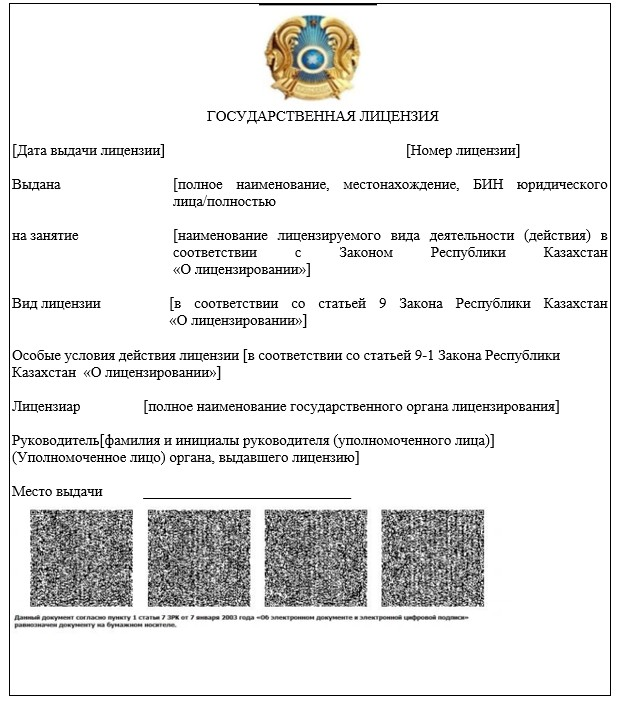 ГОСУДАРСТВЕННАЯ ЛИЦЕНЗИЯ
[Дата выдачи лицензии] [Номер лицензии]
Выдана [полное наименование, местонахождение, БИН юридического
лица/полностью
на занятие [наименование лицензируемого вида деятельности (действия) в
соответствии с Законом Республики Казахстан
«О лицензировании»]
Вид лицензии [в соответствии со статьей 9 Закона Республики Казахстан
«О лицензировании»]
Особые условия действия лицензии [в соответствии со статьей 9-1 Закона Республики
Казахстан «О лицензировании»]
Лицензиар [полное наименование государственного органа лицензирования]
Руководитель[фамилия и инициалы руководителя (уполномоченного лица)]
(Уполномоченное лицо) органа, выдавшего лицензию]
Место выдачи ____________________________
Данный документ согласно пункту 1 статьи 7 ЗРК от 7 января 2003 года «Об электронном документе и электронной цифровой подписи»
равнозначен документу на бумажном носителе.